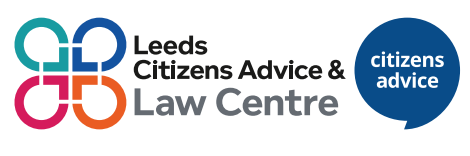 Leeds
Citizens Advice &
Law Centre
citizens
advice